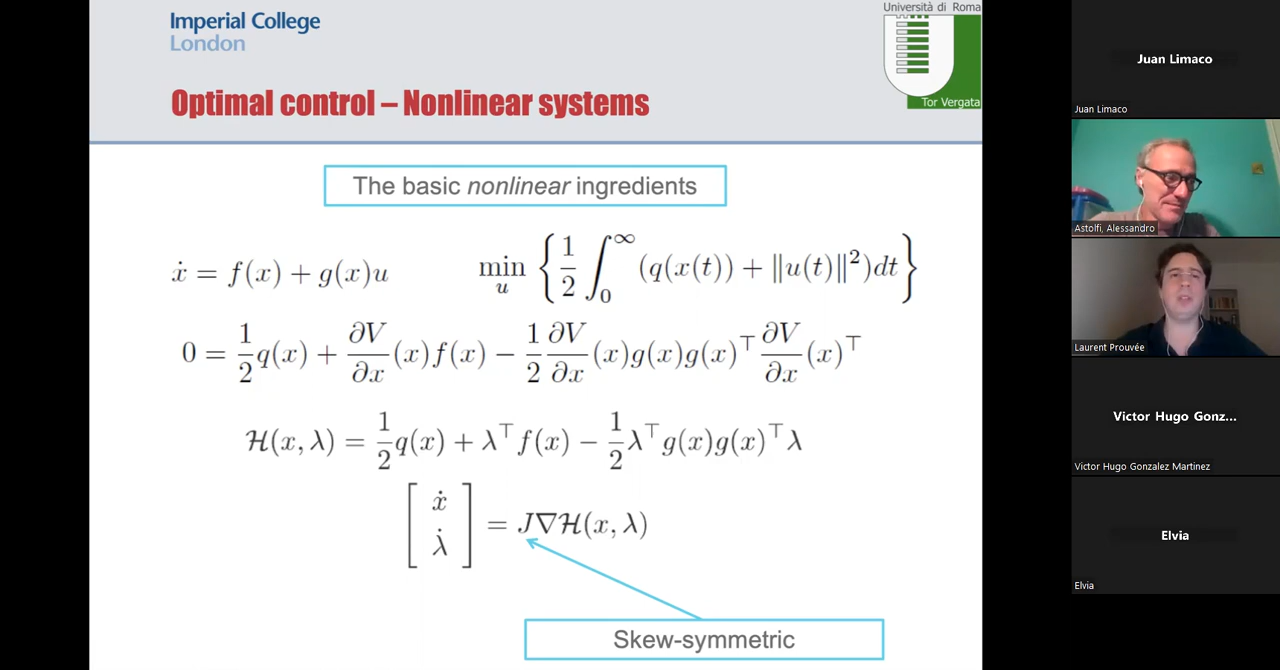 Imperial College
London
Università di Roma
Tor Vergata
Optimal control – Nonlinear systems
The basic nonlinear ingredients
ẋ = f(x) + g(x)u
min_u { 1/2 ∫_0^∞ (q(x(t)) + ‖u(t)‖²)dt }
0 = 1/2 q(x) + ∂V/∂x (x)f(x) − 1/2 ∂V/∂x (x)g(x)g(x)^⊤ ∂V/∂x (x)^⊤
ℋ(x, λ) = 1/2 q(x) + λ^⊤ f(x) − 1/2 λ^⊤ g(x)g(x)^⊤ λ
[ ẋ
λ̇ ] = J∇ℋ(x, λ)
Skew-symmetric
Juan Limaco
Juan Limaco
Astolfi, Alessandro
Laurent Prouvée
Victor Hugo Gonz...
Victor Hugo Gonzalez Martinez
Elvia
Elvia